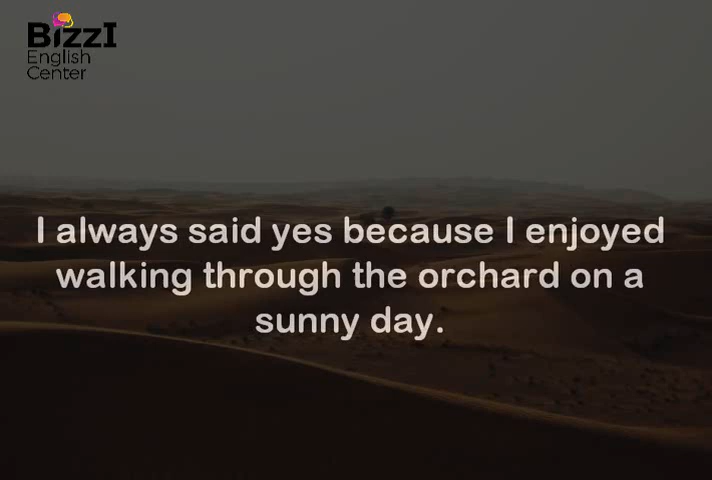 BizzI
English
Center
I always said yes because I enjoyed
walking through the orchard on a
sunny day.